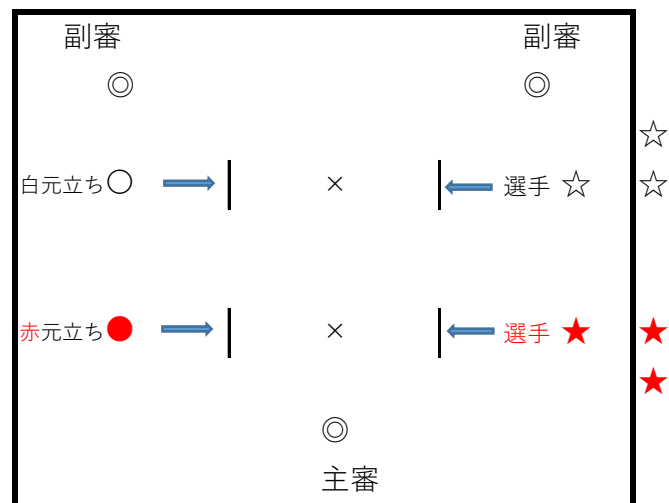 副審 副審
◎ ◎
☆
白元立ち○ × 選手 ☆ ☆
赤元立ち● × 選手 ★ ★
★
◎
主審